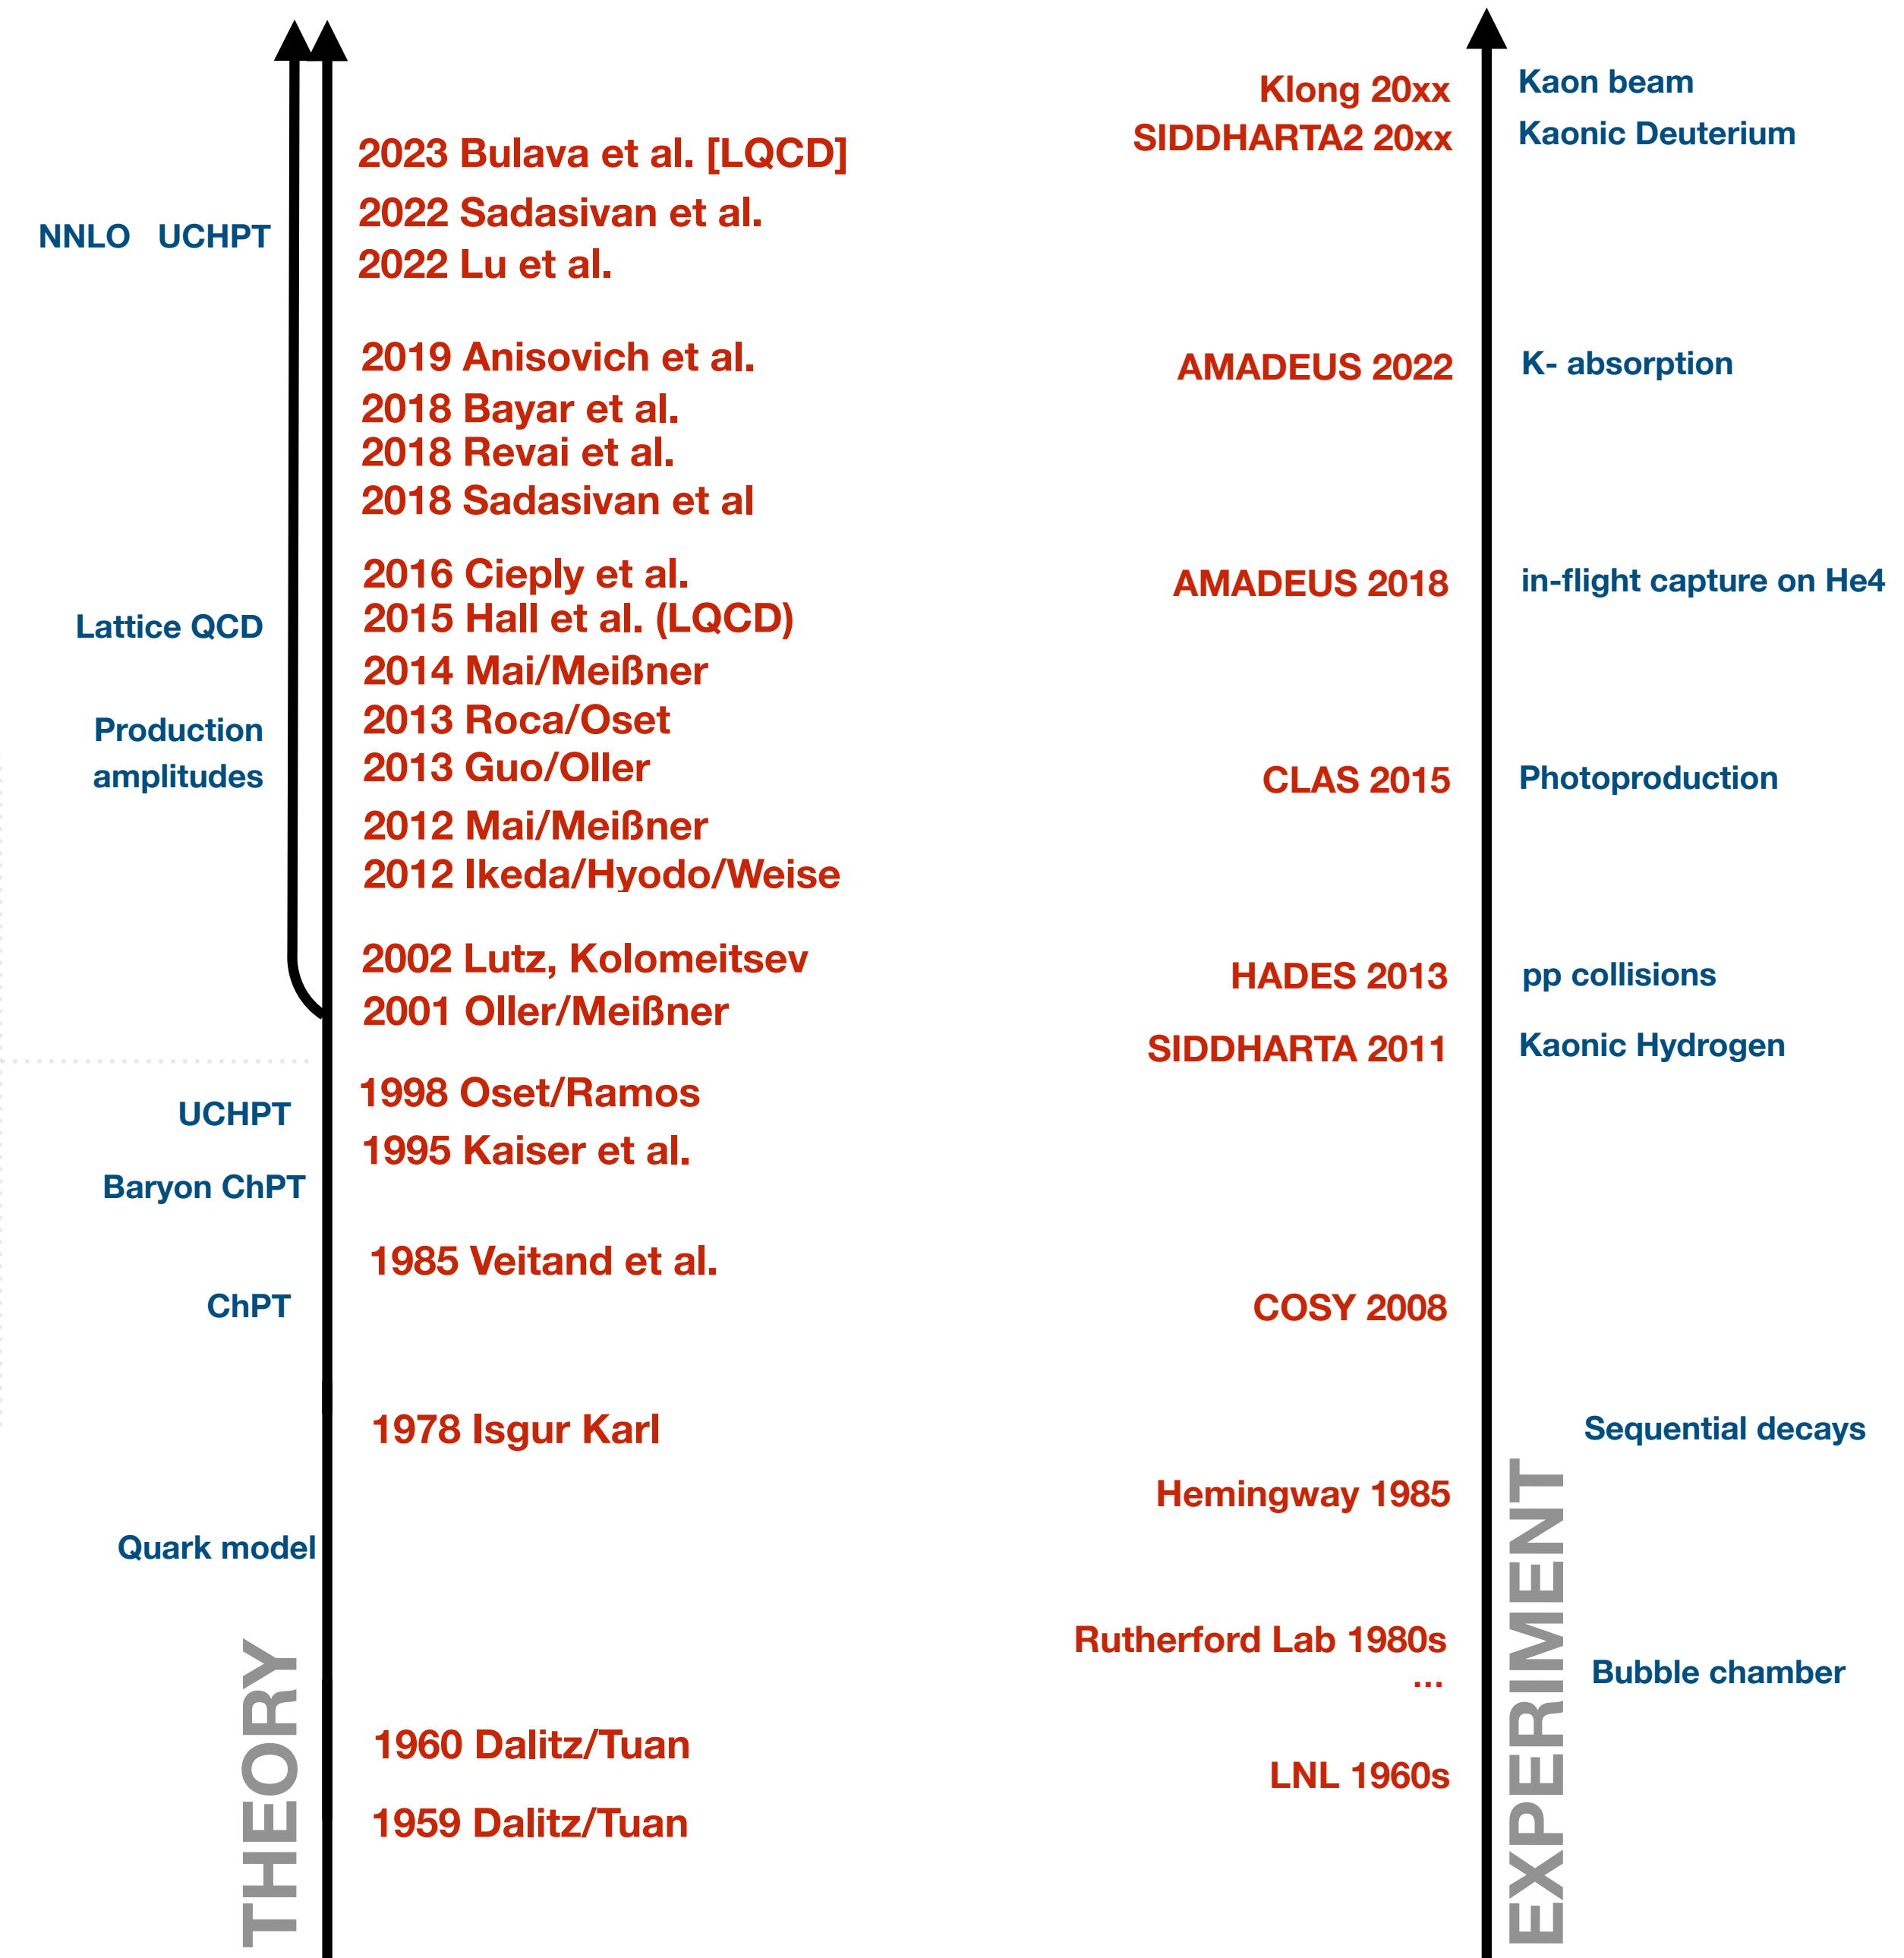 Klong 20xx
Kaon beam
SIDDHARTA2 20xx
Kaonic Deuterium
2023 Bulava et al. [LQCD]
2022 Sadasivan et al.
NNLO UCHPT
2022 Lu et al.
2019 Anisovich et al.
AMADEUS 2022
K- absorption
2018 Bayar et al.
2018 Revai et al.
2018 Sadasivan et al
2016 Cieply et al.
AMADEUS 2018
in-flight capture on He4
2015 Hall et al. (LQCD)
Lattice QCD
2014 Mai/Meißner
2013 Roca/Oset
Production
amplitudes
2013 Guo/Oller
CLAS 2015
Photoproduction
2012 Mai/Meißner
2012 Ikeda/Hyodo/Weise
2002 Lutz, Kolomeitsev
HADES 2013
pp collisions
2001 Oller/Meißner
SIDDHARTA 2011
Kaonic Hydrogen
1998 Oset/Ramos
UCHPT
1995 Kaiser et al.
Baryon ChPT
1985 Veitand et al.
ChPT
COSY 2008
1978 Isgur Karl
Sequential decays
Hemingway 1985
Quark model
Rutherford Lab 1980s
...
Bubble chamber
1960 Dalitz/Tuan
LNL 1960s
1959 Dalitz/Tuan
THEORY
EXPERIMENT